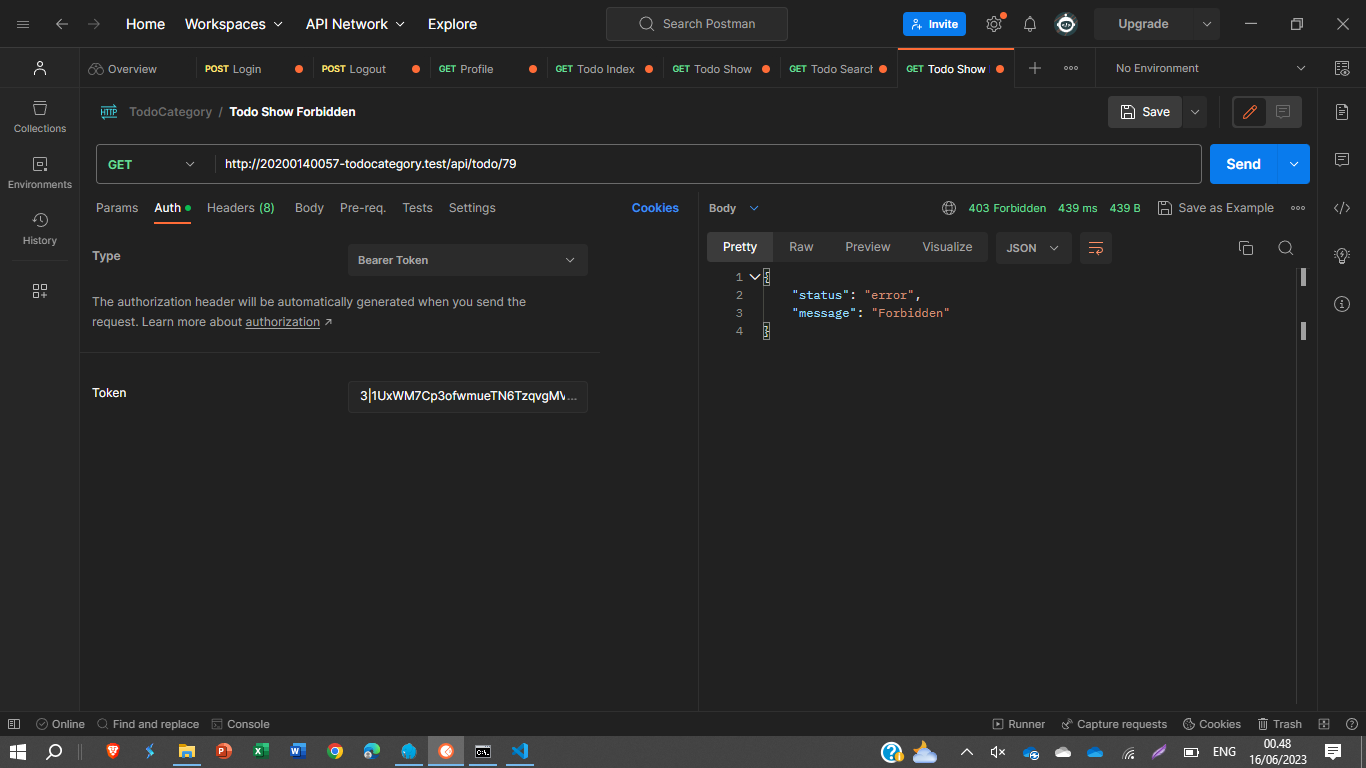 Home
Workspaces
API Network
Explore
Search Postman
Invite
Upgrade
Overview
POST Login
POST Logout
GET Profile
GET Todo Index
GET Todo Show
GET Todo Search
GET Todo Show
No Environment
Collections
Environments
History
HTTP TodoCategory / Todo Show Forbidden
Save
GET
http://20200140057-todocategory.test/api/todo/79
Send
Params
Auth
Headers (8)
Body
Pre-req.
Tests
Settings
Cookies
Type
Bearer Token
The authorization header will be automatically generated when you send the
request. Learn more about authorization ↗
Token
3|1UxWM7Cp3ofwmueTN6TzqvgMV...
Body
403 Forbidden
439 ms
439 B
Save as Example
Pretty
Raw
Preview
Visualize
JSON
1 {
2 "status": "error",
3 "message": "Forbidden"
4 }
Online
Find and replace
Console
Runner
Capture requests
Cookies
Trash
ENG
00.48
16/06/2023